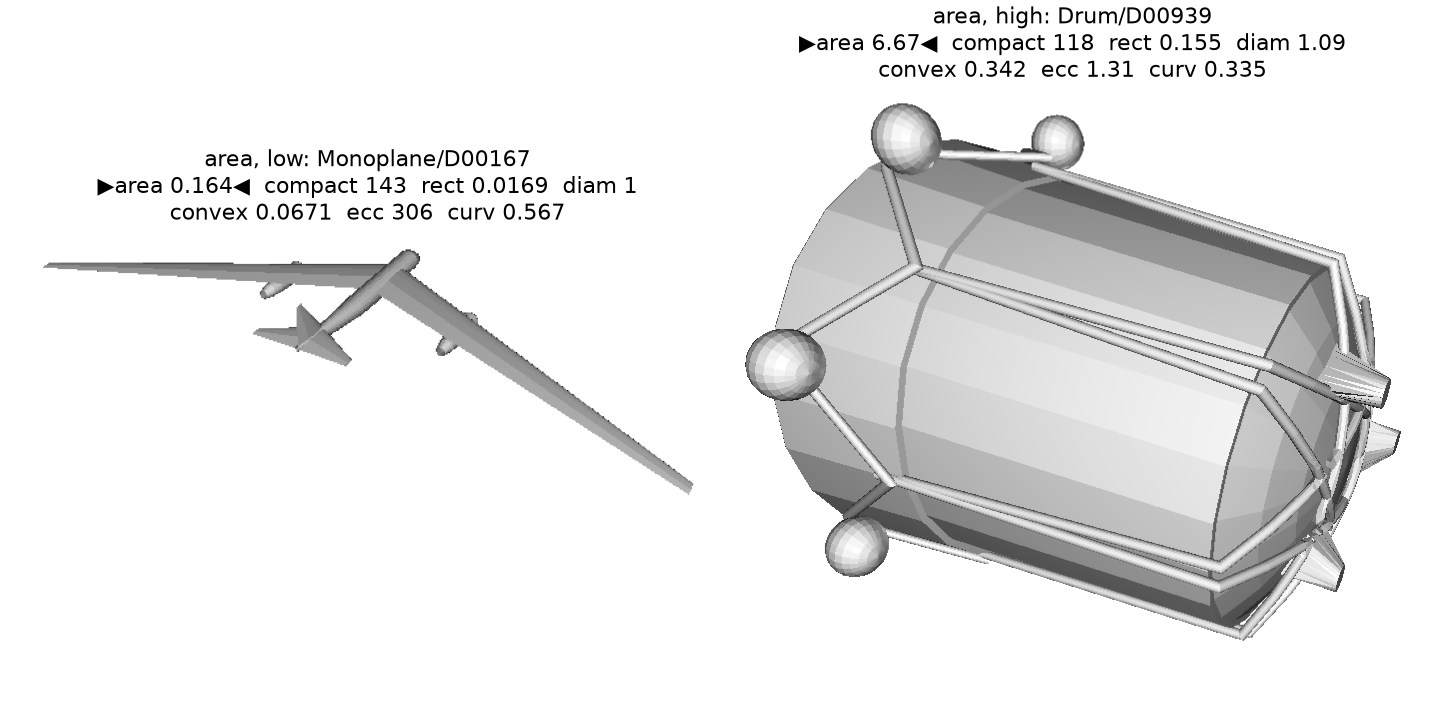 area, low: Monoplane/D00167
▶area 0.164◀ compact 143 rect 0.0169 diam 1
convex 0.0671 ecc 306 curv 0.567
area, high: Drum/D00939
▶area 6.67◀ compact 118 rect 0.155 diam 1.09
convex 0.342 ecc 1.31 curv 0.335